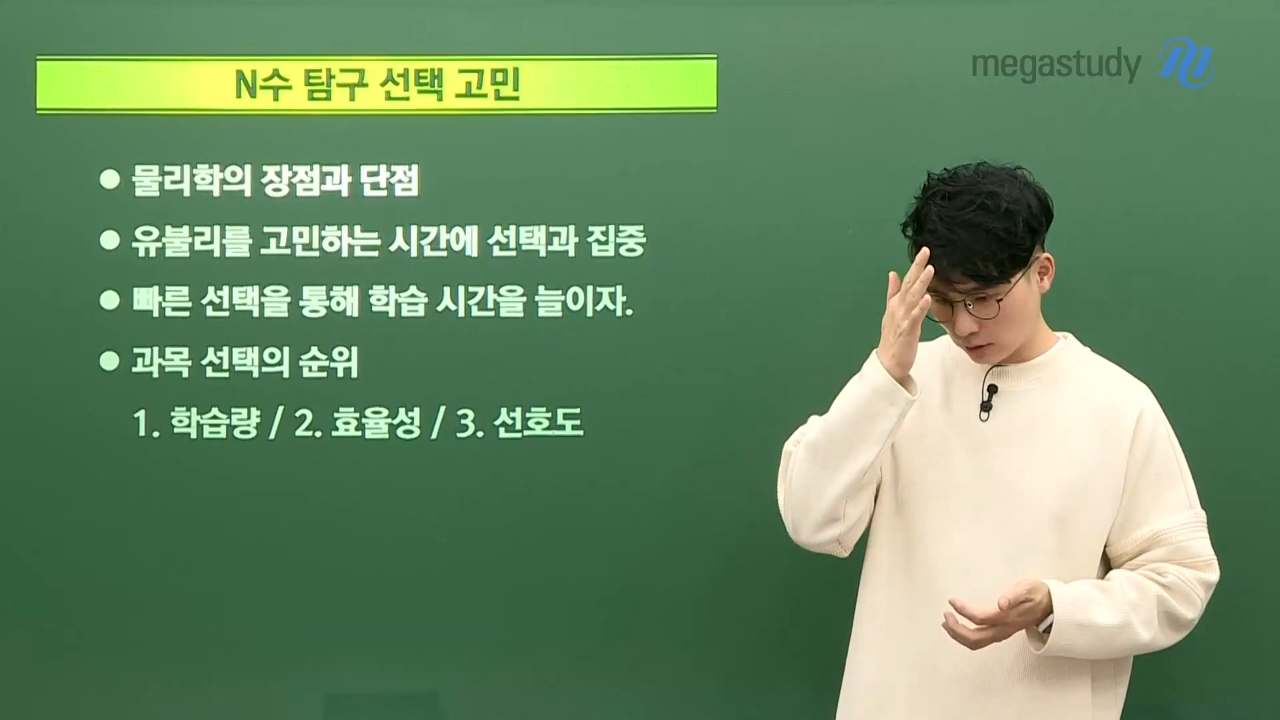 N수 탐구 선택 고민
megastudy
● 물리학의 장점과 단점
● 유불리를 고민하는 시간에 선택과 집중
● 빠른 선택을 통해 학습 시간을 늘이자.
● 과목 선택의 순위
1. 학습량 / 2. 효율성 / 3. 선호도